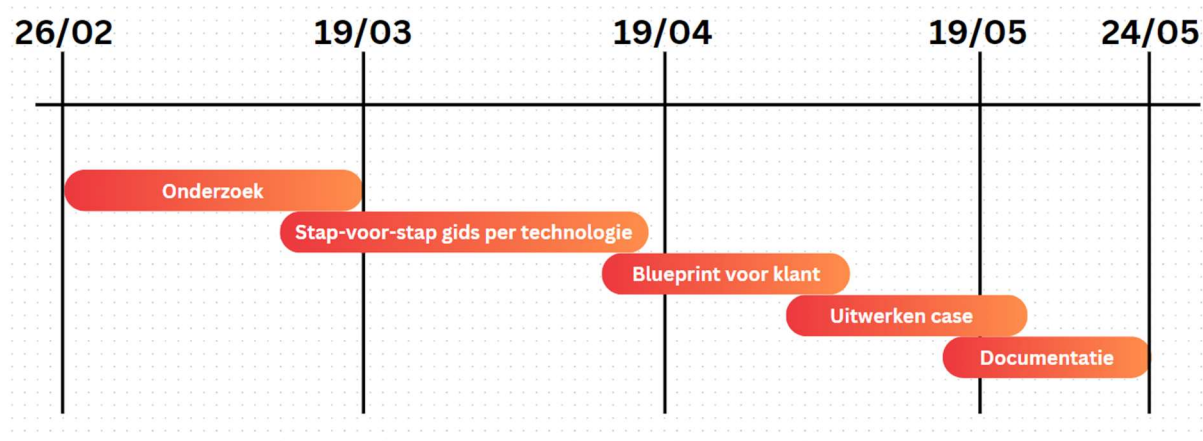 26/02
19/03
19/04
19/05
24/05
Onderzoek
Stap-voor-stap gids per technologie
Blueprint voor klant
Uitwerken case
Documentatie